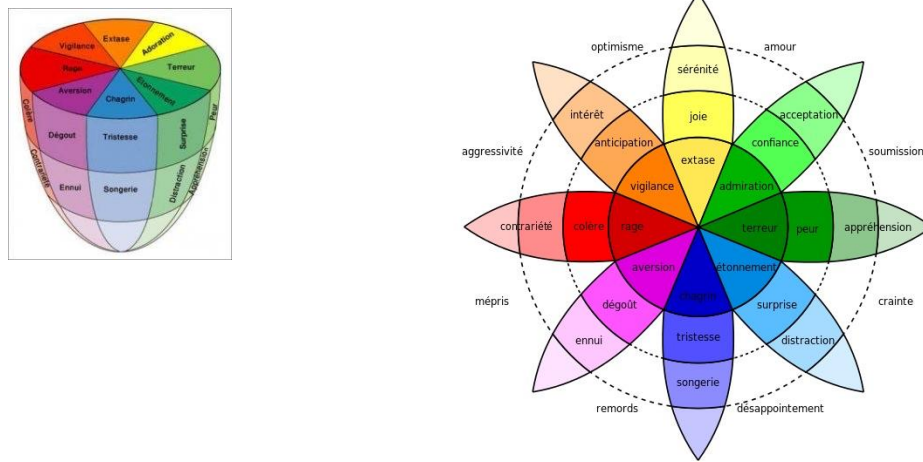 Extase
Vigilance
Adoration
Rage
Terreur
Aversion
Etonnement
Chagrin
Colère
Dégout
Tristesse
Surprise
Peur
Contrariété
Ennui
Songerie
Distraction
Appréhension
optimisme
amour
sérénité
intérêt
acceptation
joie
anticipation
confiance
aggressivité
soumission
extase
vigilance
admiration
contrariété
colère
rage
terreur
peur
appréhension
aversion
étonnement
chagrin
mépris
dégoût
surprise
crainte
ennui
tristesse
distraction
songerie
remords
désappointement